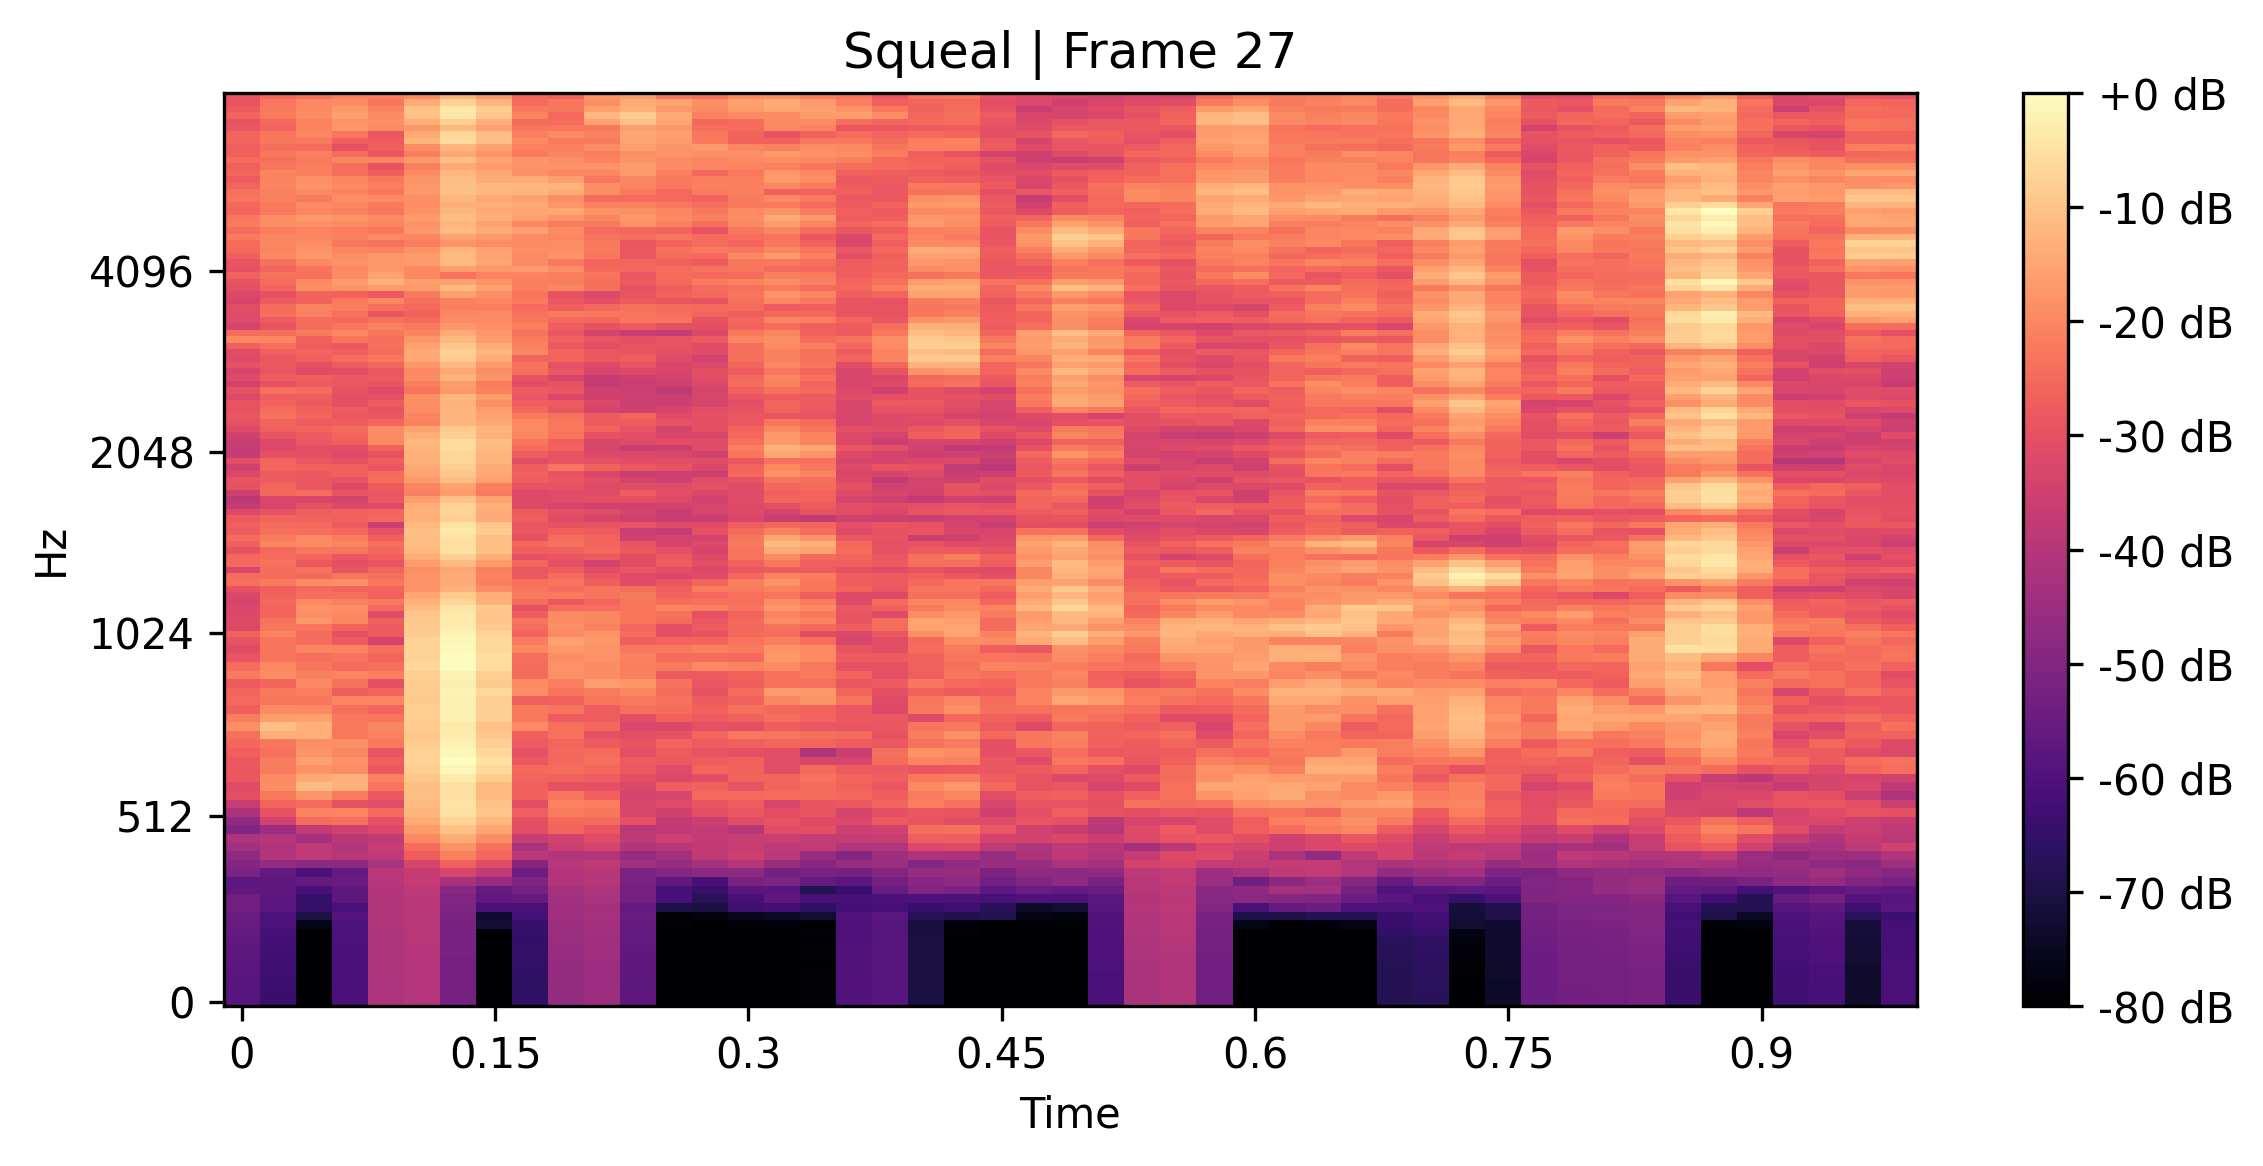 Squeal | Frame 27
+0 dB
-10 dB
-20 dB
-30 dB
-40 dB
-50 dB
-60 dB
-70 dB
-80 dB
Hz
4096
2048
1024
512
0
0 0.15 0.3 0.45 0.6 0.75 0.9
Time